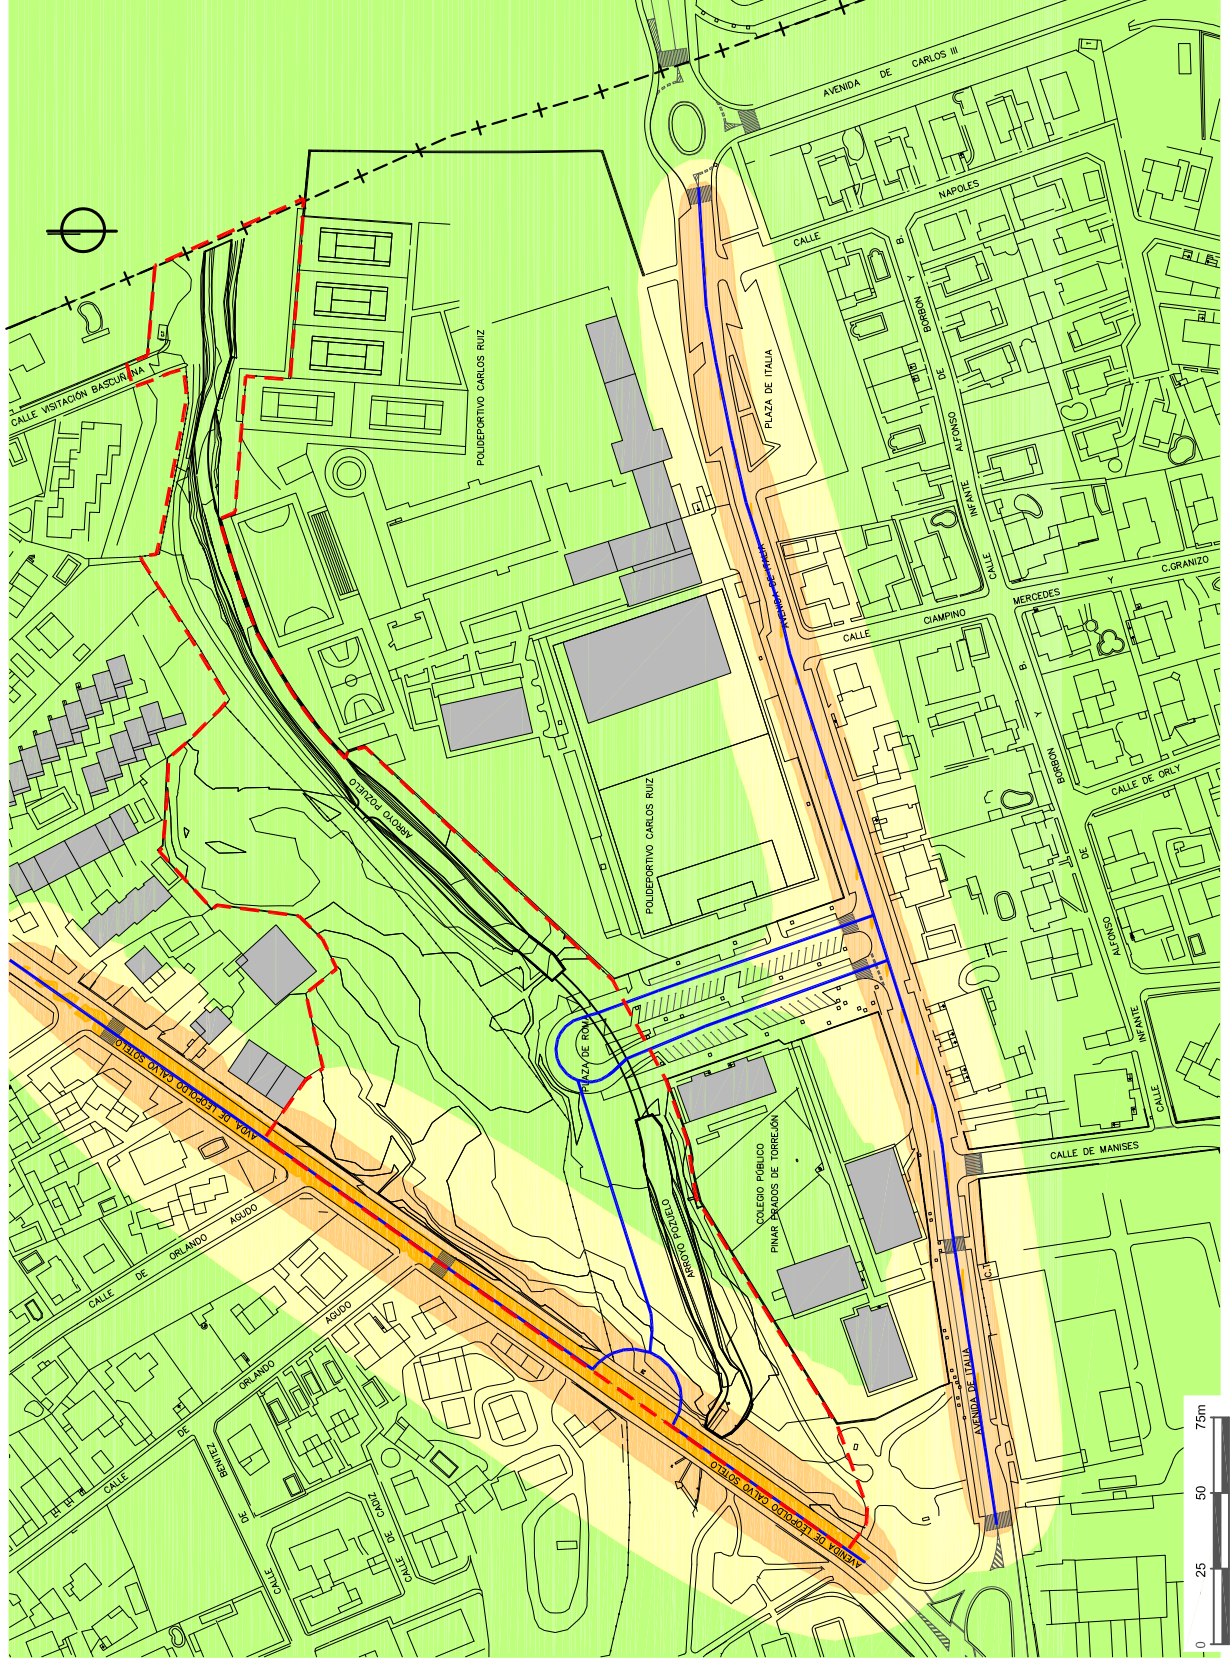 AVENIDA DE CARLOS III
NAPOLES
CALLE
BORBON Y B.
DE
ALFONSO
INFANTE
CALLE
CALLE VISITACIÓN BASCUÑANA
POLIDEPORTIVO CARLOS RUIZ
PLAZA DE ITALIA
AVENIDA DE ITALIA
C.GRANIZO
Y
MERCEDES
CIAMPINO
CALLE
B.
Y
BORBON
CALLE DE ORLY
DE
ALFONSO
INFANTE
CALLE
ARROYO POZUELO
POLIDEPORTIVO CARLOS RUIZ
PLAZA DE ROMA
AVDA. DE LEOPOLDO CALVO SOTELO
CALLE DE ORLANDO AGUDO
COLEGIO PÚBLICO
PINAR PRADOS DE TORREJÓN
ARROYO POZUELO
CALLE DE MANISES
C.T.
AVENIDA DE ITALIA
CALLE DE ORLANDO AGUDO
CALLE DE BENITEZ
CALLE DE CADIZ
AVENIDA DE LEOPOLDO CALVO SOTELO
0 25 50 75m